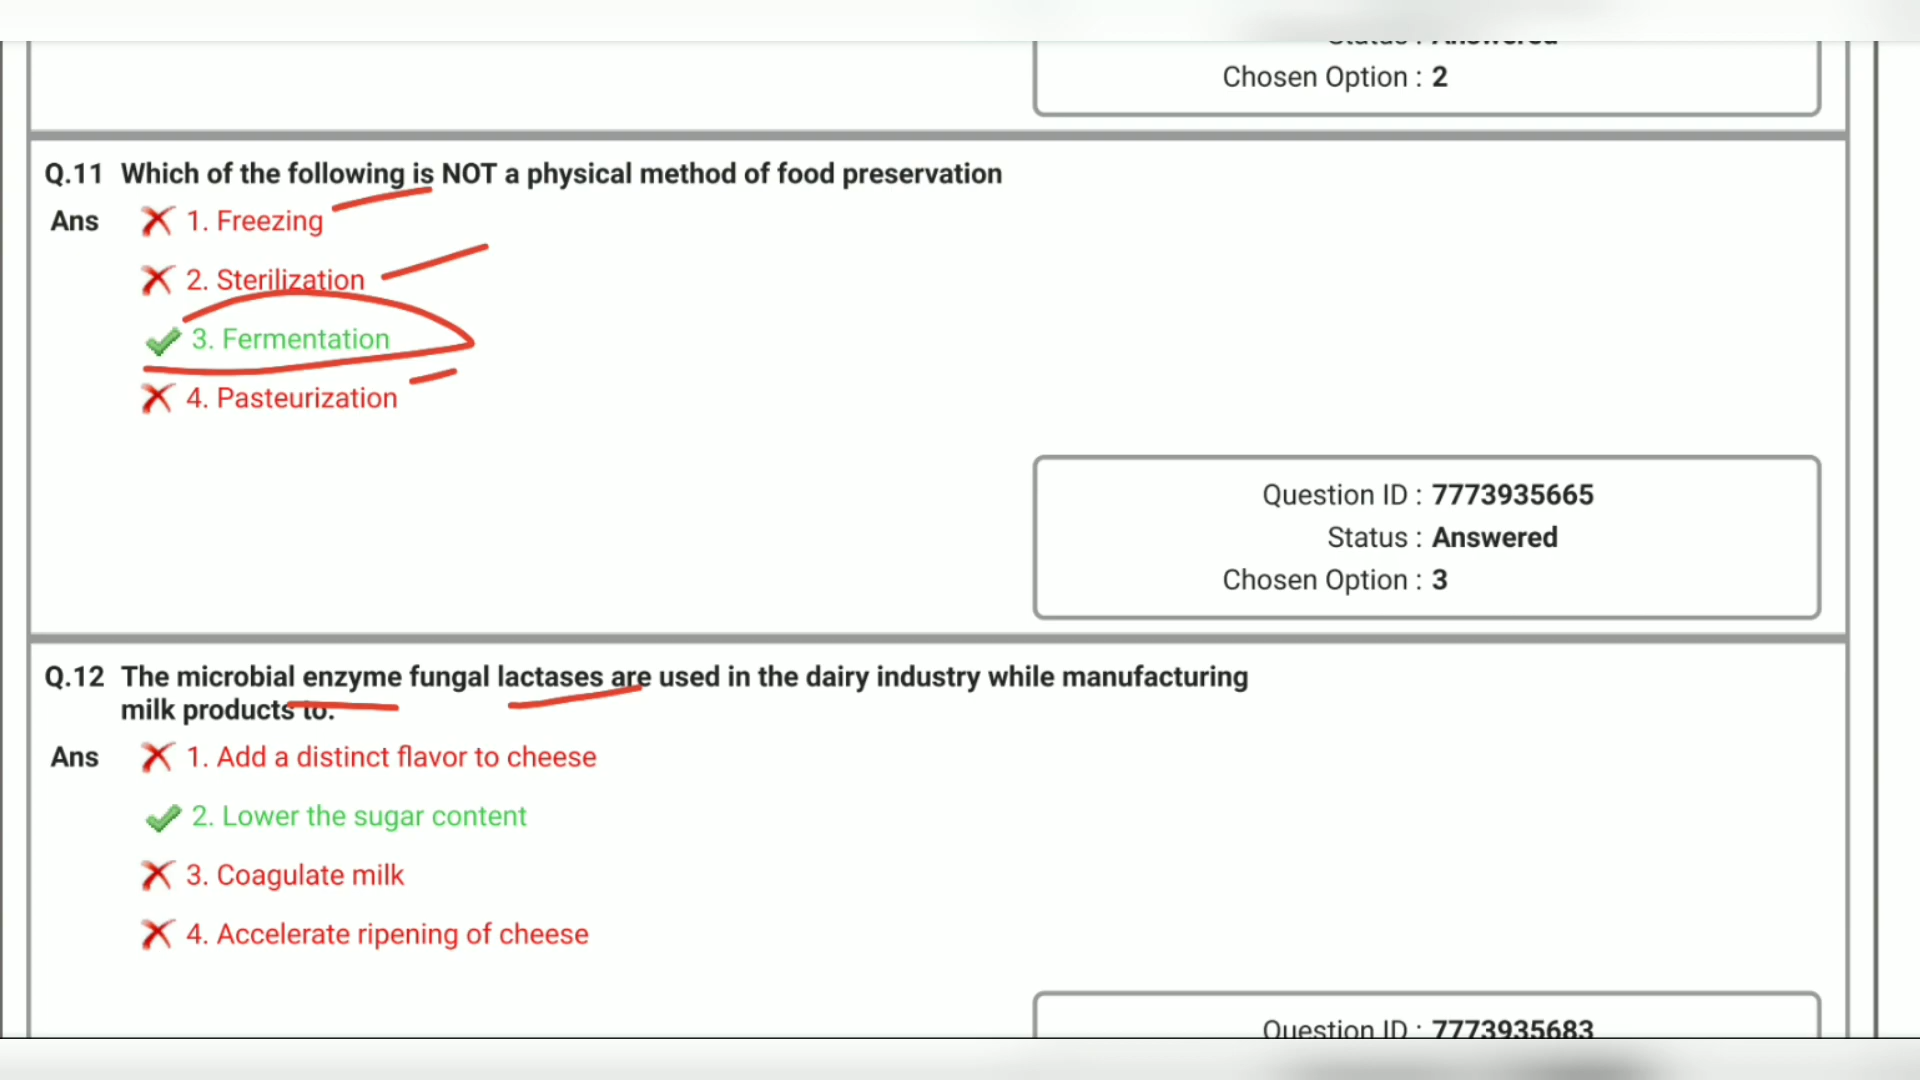 Status : Answered
Chosen Option : 2
Q.11 Which of the following is NOT a physical method of food preservation
Ans 1. Freezing
2. Sterilization
3. Fermentation
4. Pasteurization
Question ID : 7773935665
Status : Answered
Chosen Option : 3
Q.12 The microbial enzyme fungal lactases are used in the dairy industry while manufacturing
milk products to:
Ans 1. Add a distinct flavor to cheese
2. Lower the sugar content
3. Coagulate milk
4. Accelerate ripening of cheese
Question ID : 7773935683